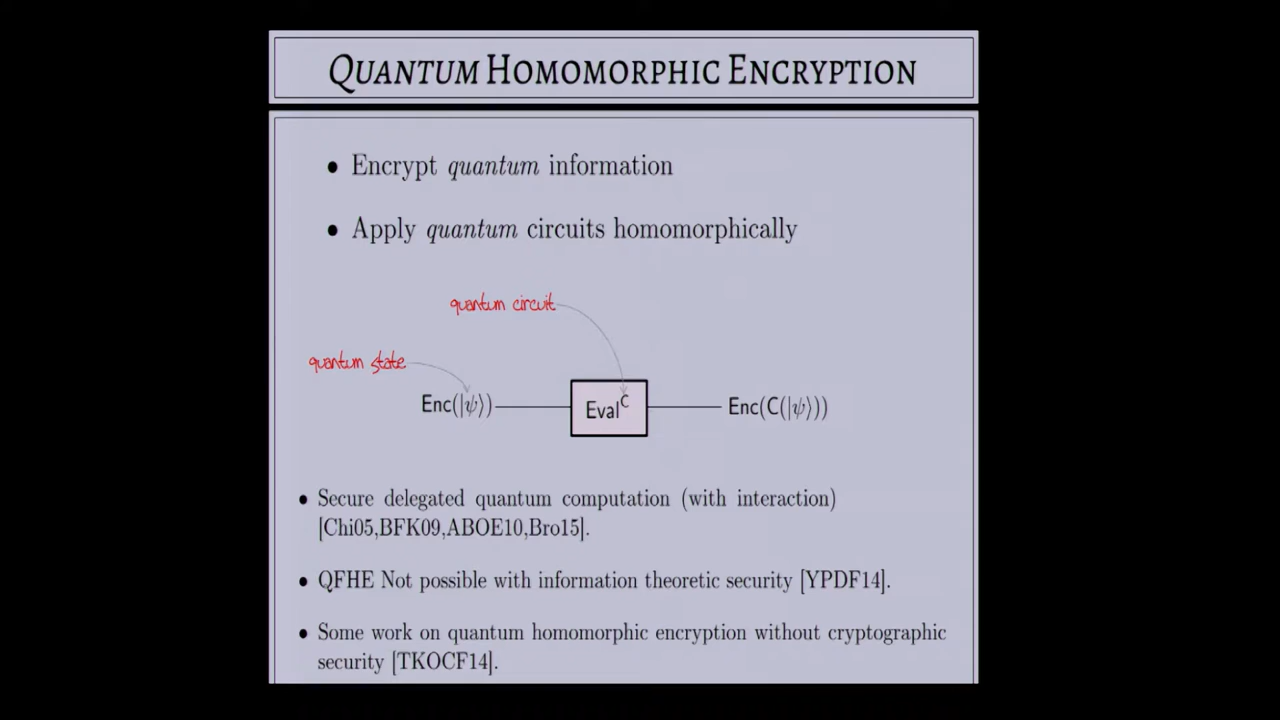 QUANTUM HOMOMORPHIC ENCRYPTION
• Encrypt quantum information
• Apply quantum circuits homomorphically
quantum circuit
quantum state
Enc(|ψ⟩) Eval^C Enc(C(|ψ⟩))
• Secure delegated quantum computation (with interaction)
[Chi05,BFK09,ABOE10,Bro15].
• QFHE Not possible with information theoretic security [YPDF14].
• Some work on quantum homomorphic encryption without cryptographic
security [TKOCF14].